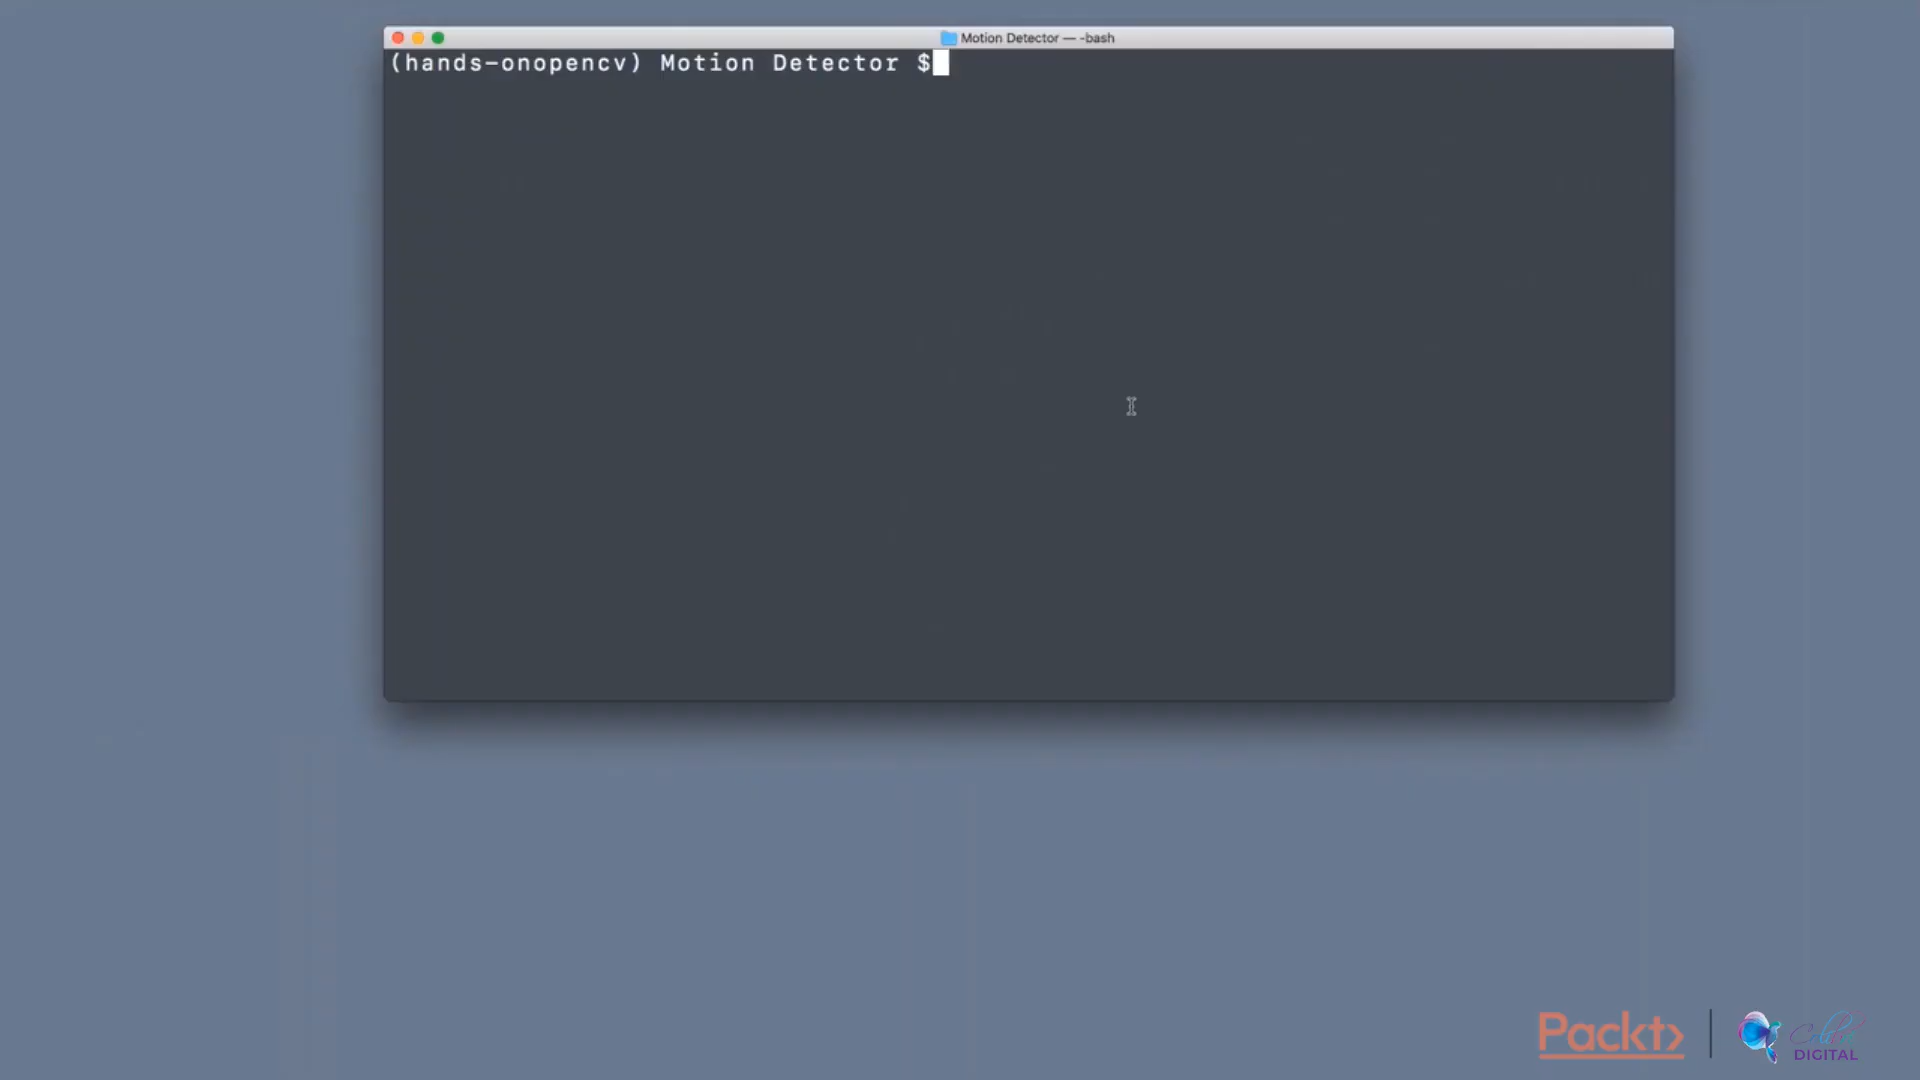 Motion Detector — -bash
(hands-onopencv) Motion Detector $
Packt
DIGITAL